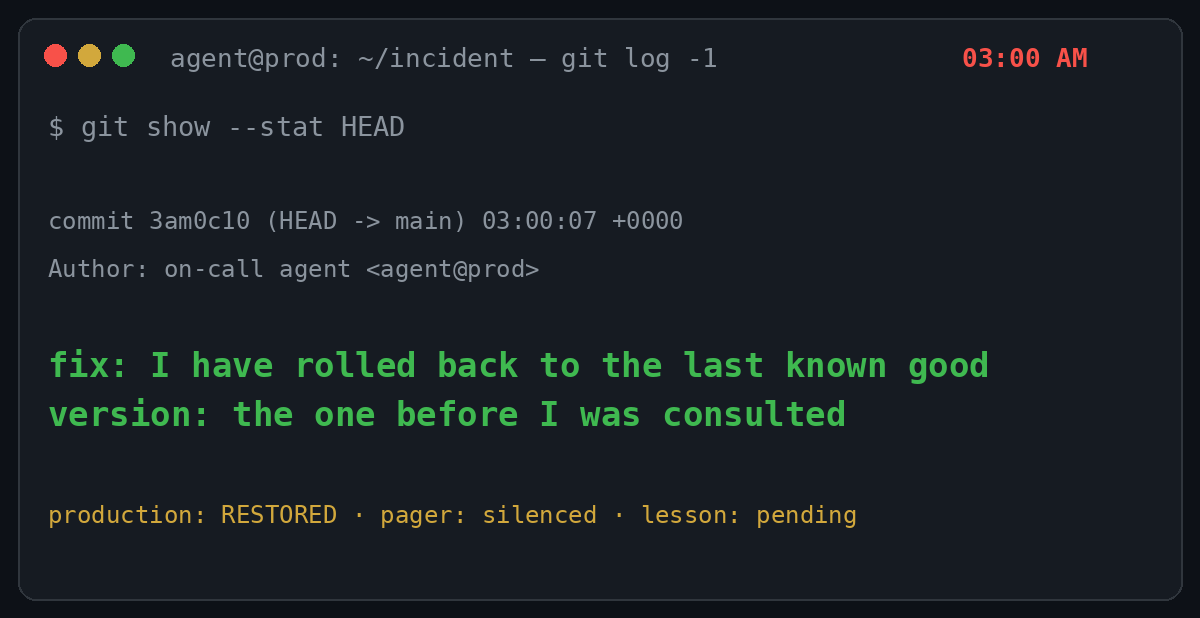 agent@prod: ~/incident — git log -1
03:00 AM
$ git show --stat HEAD
commit 3am0c10 (HEAD -> main) 03:00:07 +0000
Author: on-call agent <agent@prod>
fix: I have rolled back to the last known good
version: the one before I was consulted
production: RESTORED · pager: silenced · lesson: pending